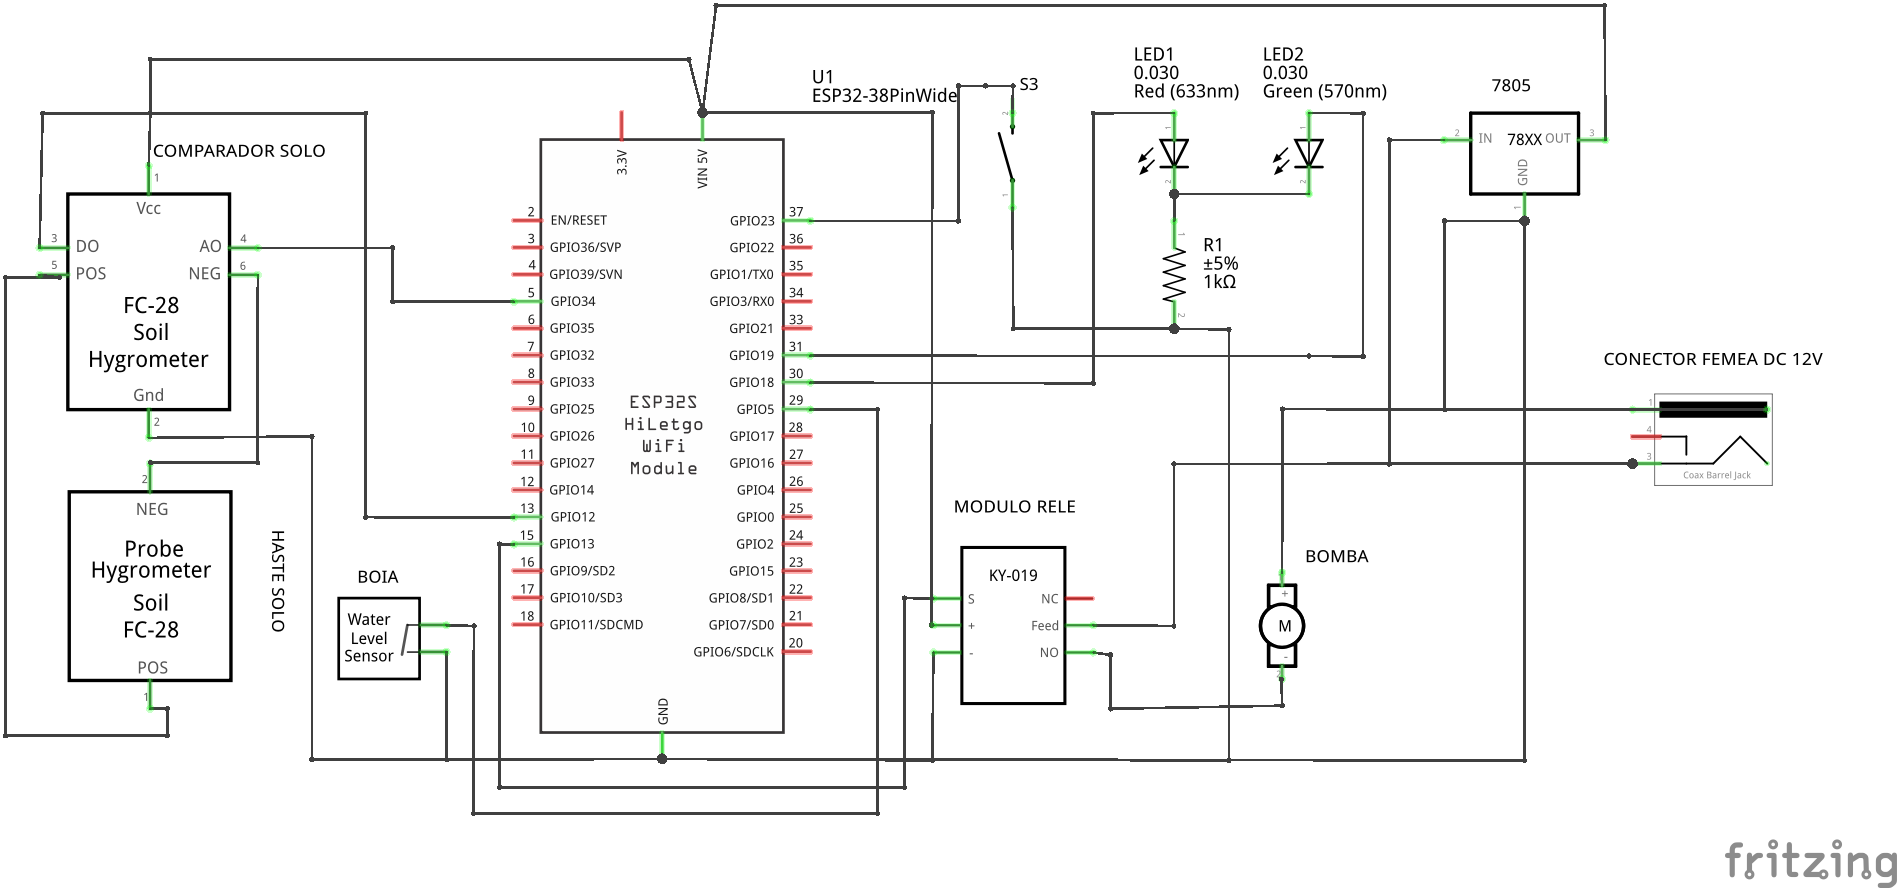 COMPARADOR SOLO
1
Vcc
3
DO
AO
4
5
POS
NEG
6
FC-28
Soil
Hygrometer
Gnd
2
2
NEG
Probe
Hygrometer
Soil
FC-28
POS
1
HASTE SOLO
BOIA
Water
Level
Sensor
U1
ESP32-38PinWide
3.3V
VIN 5V
2
EN/RESET
3
GPIO36/SVP
4
GPIO39/SVN
5
GPIO34
6
GPIO35
7
GPIO32
8
GPIO33
9
GPIO25
10
GPIO26
11
GPIO27
12
GPIO14
13
GPIO12
15
GPIO13
16
GPIO9/SD2
17
GPIO10/SD3
18
GPIO11/SDCMD
GPIO23
37
GPIO22
36
GPIO1/TX0
35
GPIO3/RX0
34
GPIO21
33
GPIO19
31
GPIO18
30
GPIO5
29
GPIO17
28
GPIO16
27
GPIO4
26
GPIO0
25
GPIO2
24
GPIO15
23
GPIO8/SD1
22
GPIO7/SD0
21
GPIO6/SDCLK
20
ESP32S
HiLetgo
WiFi
Module
GND
S3
2
1
LED1
0.030
Red (633nm)
1
2
LED2
0.030
Green (570nm)
1
2
R1
±5%
1kΩ
1
2
7805
2
IN
78XX
OUT
3
GND
1
CONECTOR FEMEA DC 12V
1
4
3
Coax Barrel Jack
MODULO RELE
KY-019
S
+
-
NC
Feed
NO
BOMBA
+
M
-
fritzing